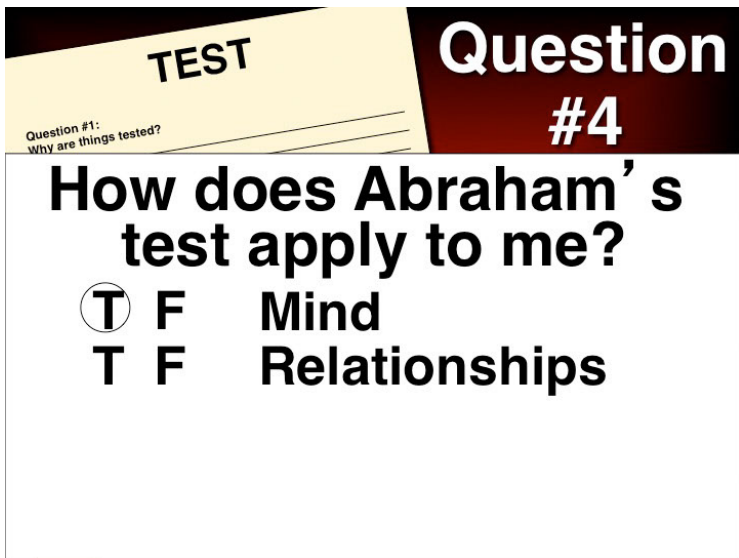 TEST
Question #1:
Why are things tested?
Question
#4
How does Abraham's
test apply to me?
T F Mind
T F Relationships